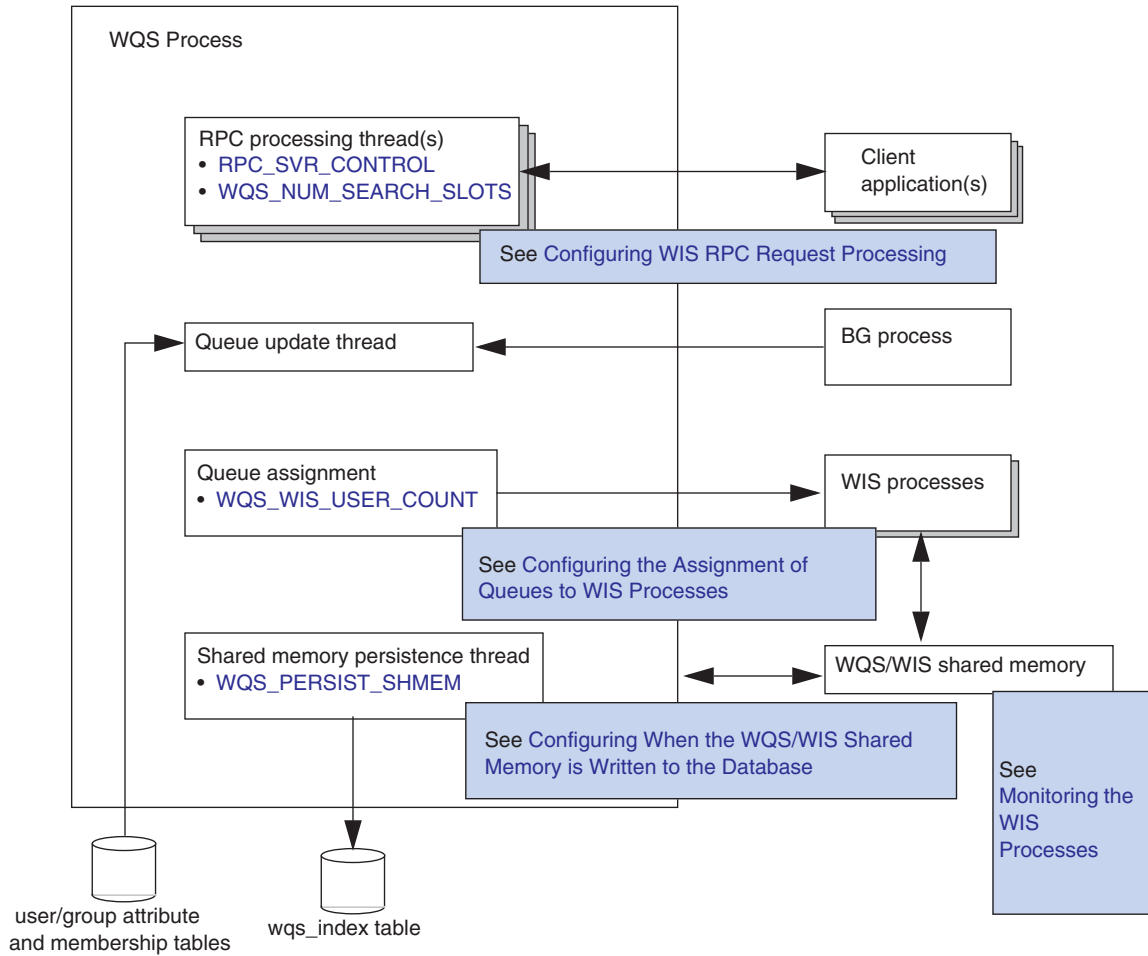 WQS Process
RPC processing thread(s)
• RPC_SVR_CONTROL
• WQS_NUM_SEARCH_SLOTS
Client
application(s)
See Configuring WIS RPC Request Processing
Queue update thread
BG process
Queue assignment
• WQS_WIS_USER_COUNT
WIS processes
See Configuring the Assignment of
Queues to WIS Processes
Shared memory persistence thread
• WQS_PERSIST_SHMEM
WQS/WIS shared memory
See Configuring When the WQS/WIS Shared
Memory is Written to the Database
See
Monitoring the
WIS
Processes
user/group attribute
and membership tables
wqs_index table